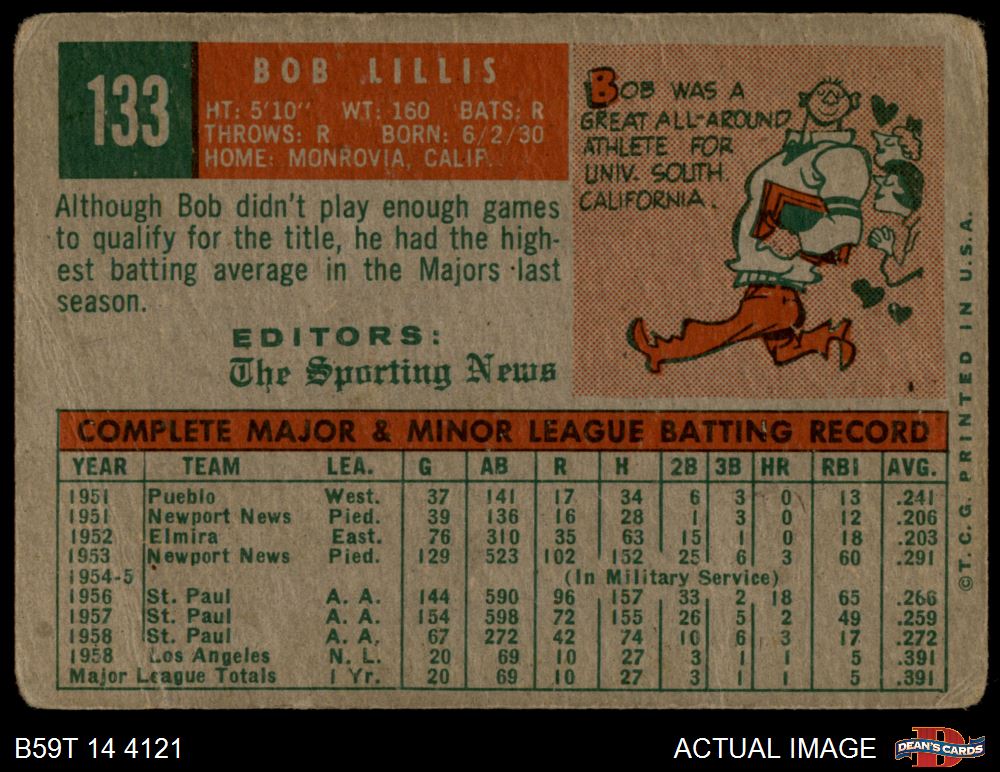 133
BOB LILLIS
HT: 5'10" WT: 160 BATS: R
THROWS: R BORN: 6/2/30
HOME: MONROVIA, CALIF.
Although Bob didn't play enough games
to qualify for the title, he had the high-
est batting average in the Majors last
season.
EDITORS:
The Sporting News
BOB WAS A
GREAT ALL-AROUND
ATHLETE FOR
UNIV. SOUTH
CALIFORNIA.
COMPLETE MAJOR & MINOR LEAGUE BATTING RECORD
YEAR TEAM LEA. G AB R H 2B 3B HR RBI AVG.
1951 Pueblo West. 37 141 17 34 6 3 0 13 .241
1951 Newport News Pied. 39 136 16 28 1 3 0 12 .206
1952 Elmira East. 76 310 35 63 15 1 0 18 .203
1953 Newport News Pied. 129 523 102 152 25 6 3 60 .291
1954-5 (In Military Service)
1956 St. Paul A. A. 144 590 96 157 33 2 18 65 .266
1957 St. Paul A. A. 154 598 72 155 26 5 2 49 .259
1958 St. Paul A. A. 67 272 42 74 10 6 3 17 .272
1958 Los Angeles N. L. 20 69 10 27 3 1 1 5 .391
Major League Totals 1 Yr. 20 69 10 27 3 1 1 5 .391
©T.C.G. PRINTED IN U.S.A.
B59T 14 4121
ACTUAL IMAGE
DEAN'S CARDS